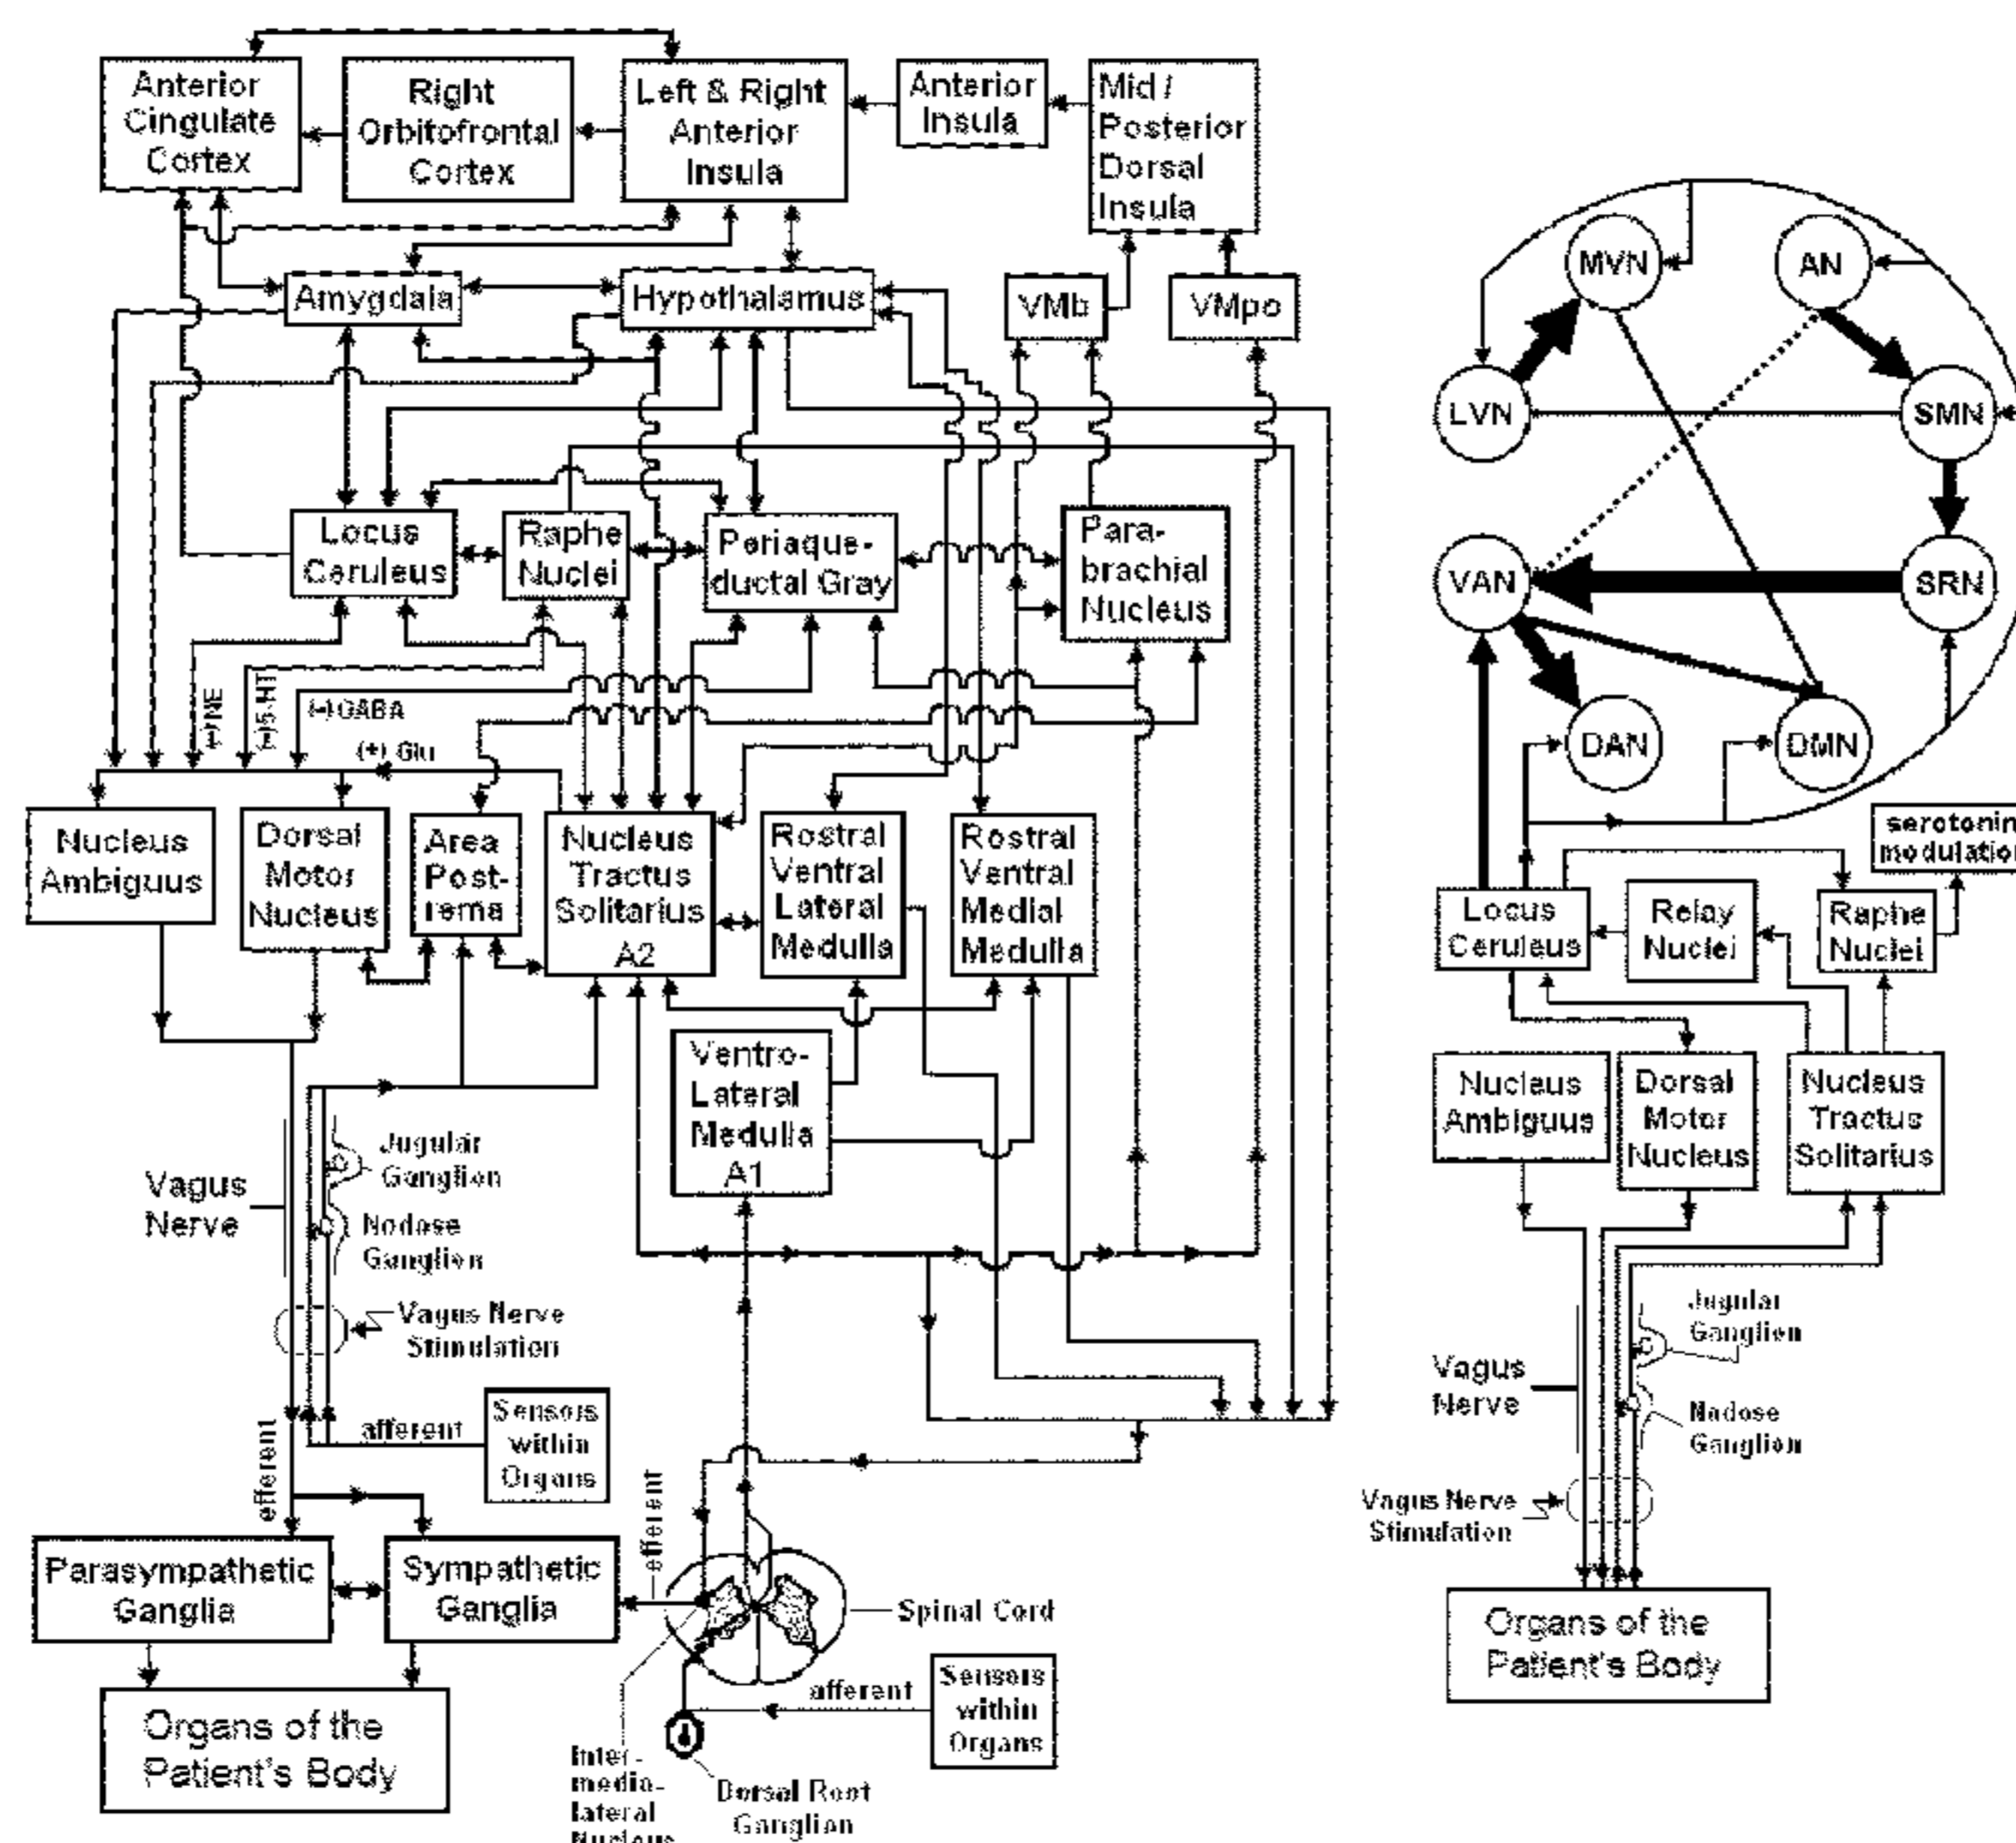 Anterior
Cingulate
Cortex
Right
Orbitofrontal
Cortex
Left & Right
Anterior
Insula
Anterior
Insula
Mid /
Posterior
Dorsal
Insula
Amygdala
Hypothalamus
VMb
VMpo
Locus
Ceruleus
Raphe
Nuclei
Periaque-
ductal Gray
Para-
brachial
Nucleus
(-)NE
(-)5-HT
(-)GABA
(+) Glu
Nucleus
Ambiguus
Dorsal
Motor
Nucleus
Area
Post-
rema
Nucleus
Tractus
Solitarius
A2
Rostral
Ventral
Lateral
Medulla
Rostral
Ventral
Medial
Medulla
Ventro-
Lateral
Medulla
A1
Jugular
Ganglion
Vagus
Nerve
Nodose
Ganglion
Vagus Nerve
Stimulation
afferent
Sensors
within
Organs
efferent
efferent
Parasympathetic
Ganglia
Sympathetic
Ganglia
Spinal Cord
afferent
Sensors
within
Organs
Organs of the
Patient's Body
Inter-
media-
lateral
Nucleus
Dorsal Root
Ganglion
MVN
AN
LVN
SMN
VAN
SRN
DAN
DMN
serotonin
modulation
Locus
Ceruleus
Relay
Nuclei
Raphe
Nuclei
Nucleus
Ambiguus
Dorsal
Motor
Nucleus
Nucleus
Tractus
Solitarius
Jugular
Ganglion
Vagus
Nerve
Nodose
Ganglion
Vagus Nerve
Stimulation
Organs of the
Patient's Body